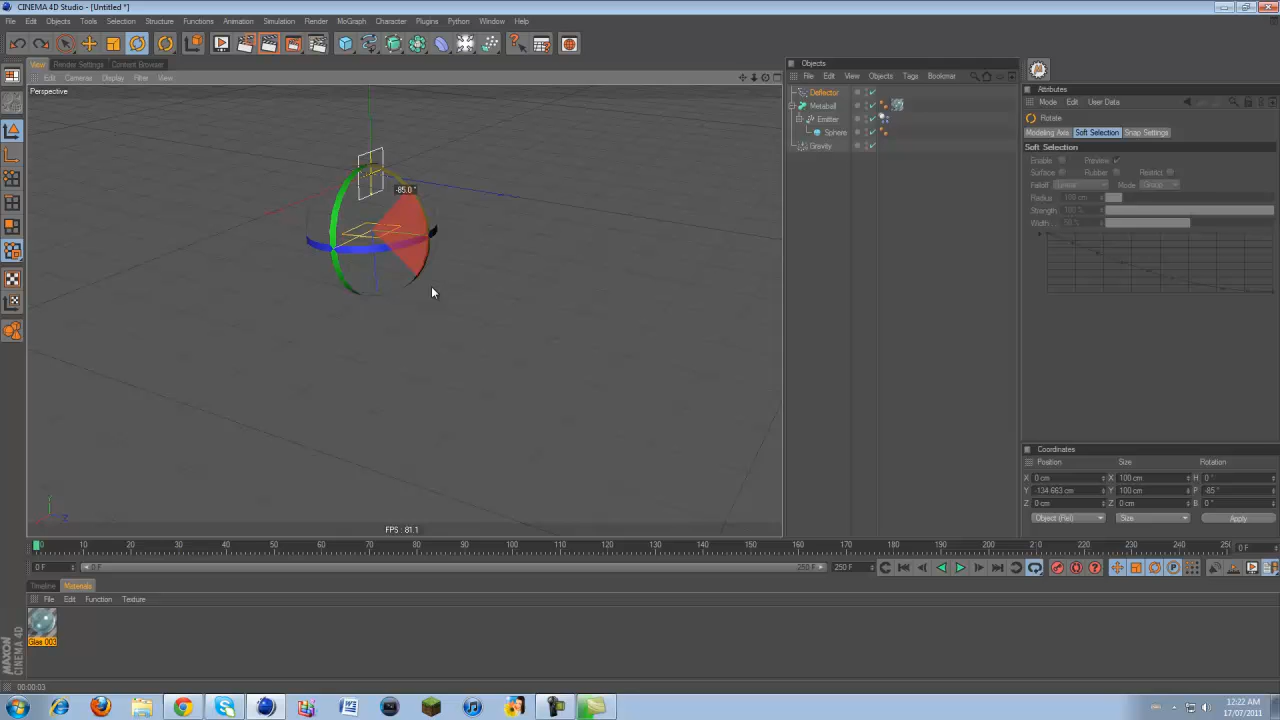 CINEMA 4D Studio - [Untitled *]
File Edit Objects Tools Selection Structure Functions Animation Simulation Render MoGraph Character Plugins Python Window Help
View Render Settings Content Browser
Edit Cameras Display Filter View
Perspective
-85.0 °
FPS : 81.1
Objects
File Edit View Objects Tags Bookmar
Deflector
Metaball
Emitter
Sphere
Gravity
Attributes
Mode Edit User Data
Rotate
Modeling Axis Soft Selection Snap Settings
Soft Selection
Enable Preview
Surface Rubber Restrict
Falloff Linear Mode Group
Radius 100 cm
Strength 100 %
Width
Coordinates
Position Size Rotation
X 0 cm X 100 cm H 0 °
Y -134.663 cm Y 100 cm P -85 °
Z 0 cm Z 0 cm B 0 °
Object (Rel) Size Apply
0 10 20 30 40 50 60 70 80 90 100 110 120 130 140 150 160 170 180 190 200 2 0 220 230 240 25 0 F
0 F 0 F 250 F 250 F
Timeline Materials
File Edit Function Texture
Glas 003
MAXON CINEMA 4D
00:00:03
12:22 AM
17/07/2011